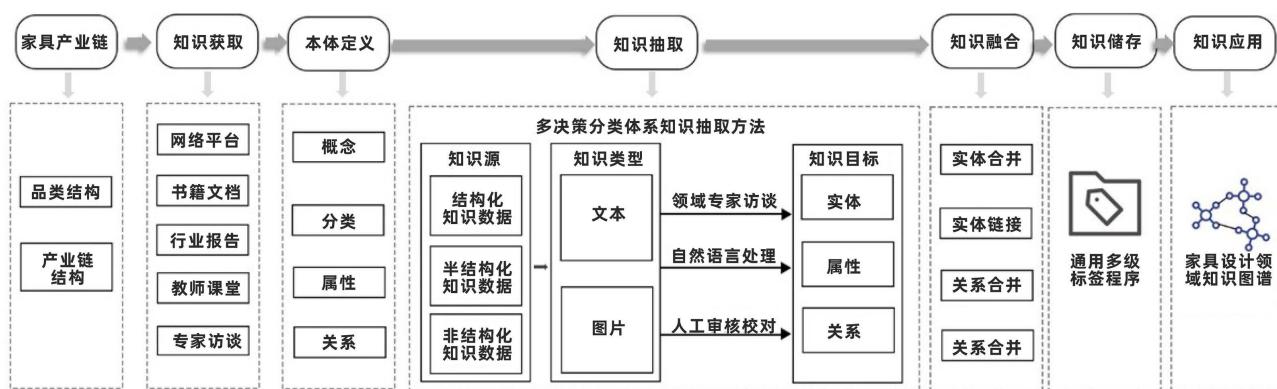 家具产业链
知识获取
本体定义
知识抽取
知识融合
知识储存
知识应用
品类结构
产业链
结构
网络平台
书籍文档
行业报告
教师课堂
专家访谈
概念
分类
属性
关系
多决策分类体系知识抽取方法
知识源
结构化
知识数据
半结构化
知识数据
非结构化
知识数据
知识类型
文本
图片
领域专家访谈
自然语言处理
人工审核校对
知识目标
实体
属性
关系
实体合并
实体链接
关系合并
关系合并
通用多级
标签程序
家具设计领
域知识图谱